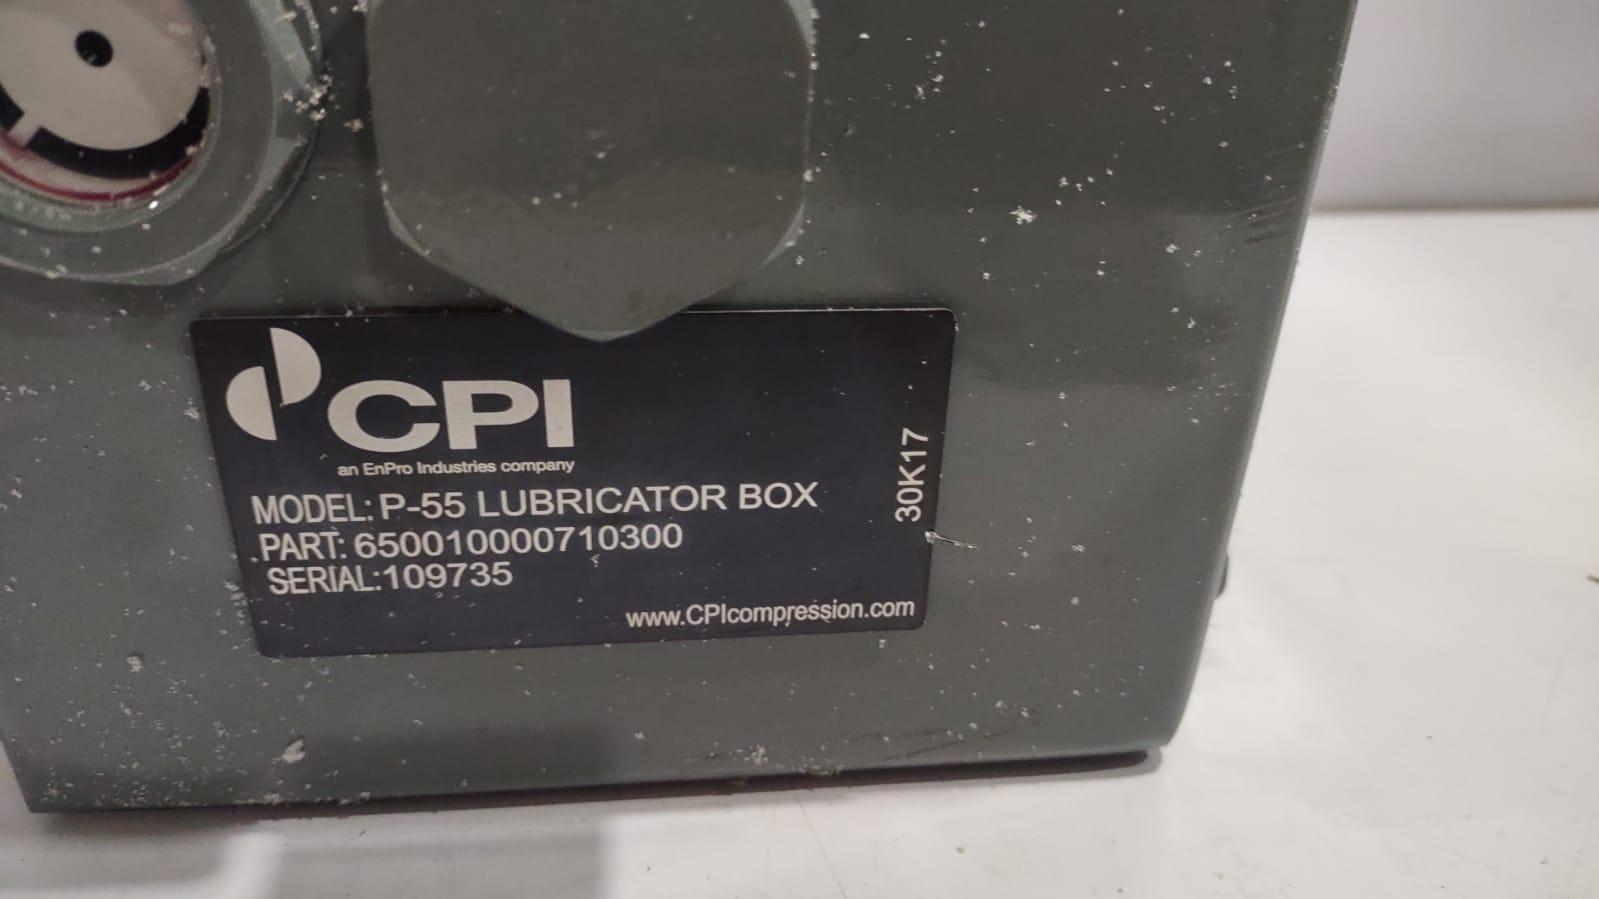 CPI
an EnPro Industries company
MODEL: P-55 LUBRICATOR BOX
PART: 650010000710300
SERIAL:109735
www.CPIcompression.com
30K17